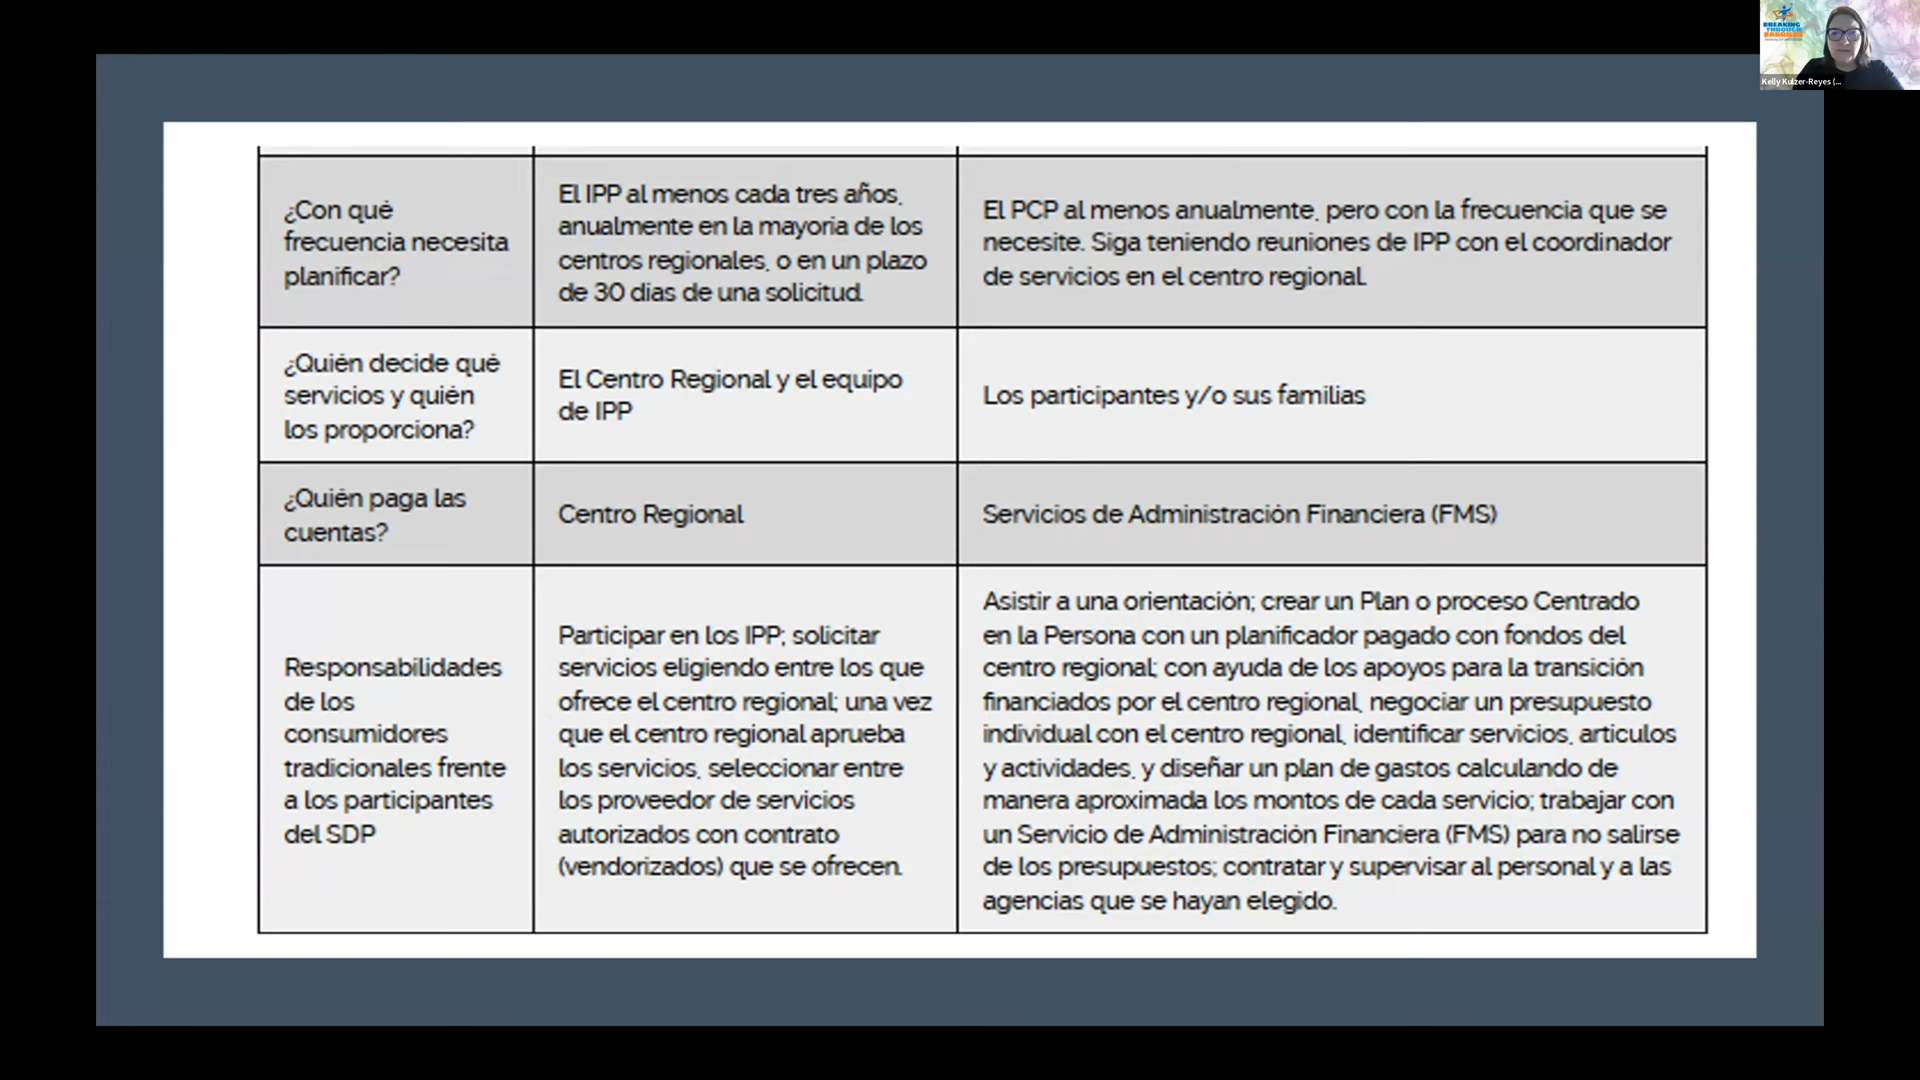 BREAKING
THROUGH
BARRIERS
Kelly Kutzer-Reyes (...
¿Con qué
frecuencia necesita
planificar?
El IPP al menos cada tres años,
anualmente en la mayoría de los
centros regionales, o en un plazo
de 30 días de una solicitud.
El PCP al menos anualmente, pero con la frecuencia que se
necesite. Siga teniendo reuniones de IPP con el coordinador
de servicios en el centro regional.
¿Quién decide qué
servicios y quién
los proporciona?
El Centro Regional y el equipo
de IPP
Los participantes y/o sus familias
¿Quién paga las
cuentas?
Centro Regional
Servicios de Administración Financiera (FMS)
Responsabilidades
de los
consumidores
tradicionales frente
a los participantes
del SDP
Participar en los IPP; solicitar
servicios eligiendo entre los que
ofrece el centro regional; una vez
que el centro regional aprueba
los servicios, seleccionar entre
los proveedor de servicios
autorizados con contrato
(vendorizados) que se ofrecen.
Asistir a una orientación; crear un Plan o proceso Centrado
en la Persona con un planificador pagado con fondos del
centro regional; con ayuda de los apoyos para la transición
financiados por el centro regional, negociar un presupuesto
individual con el centro regional, identificar servicios, artículos
y actividades, y diseñar un plan de gastos calculando de
manera aproximada los montos de cada servicio; trabajar con
un Servicio de Administración Financiera (FMS) para no salirse
de los presupuestos; contratar y supervisar al personal y a las
agencias que se hayan elegido.